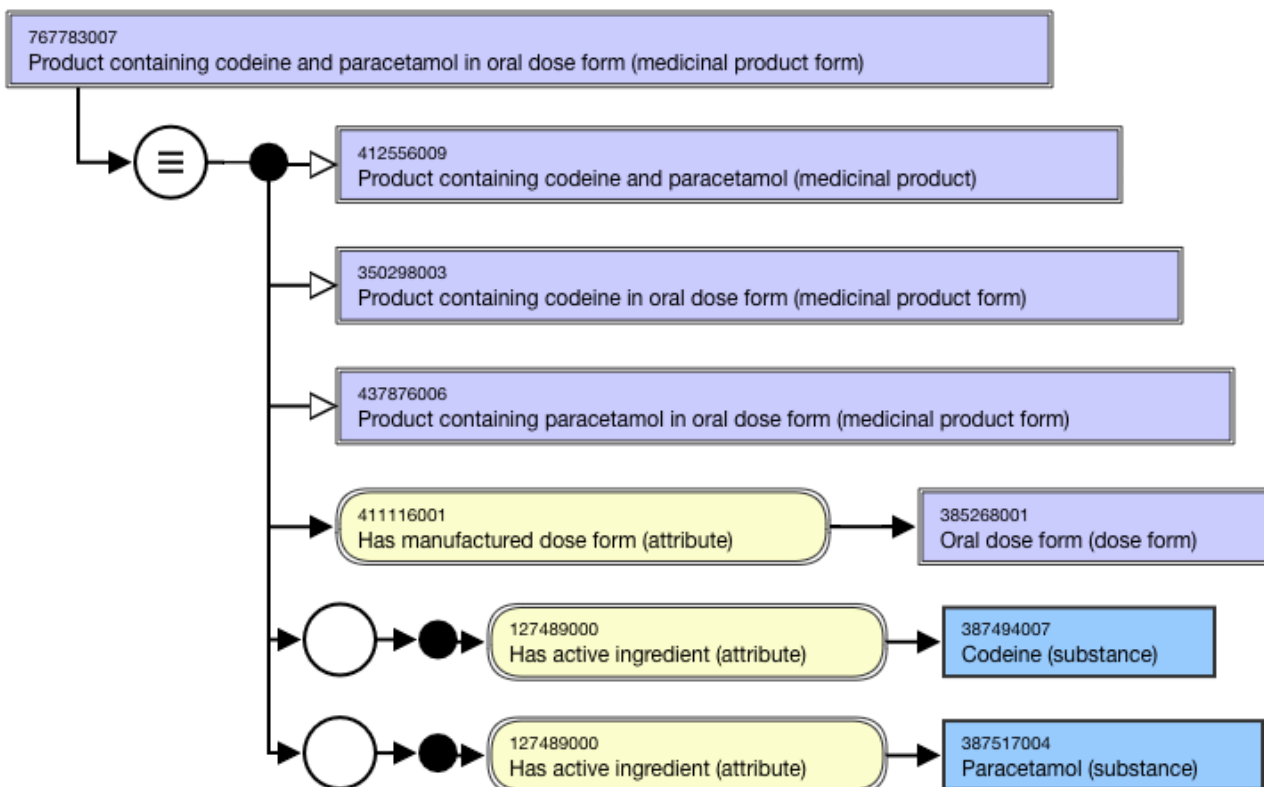 767783007
Product containing codeine and paracetamol in oral dose form (medicinal product form)
412556009
Product containing codeine and paracetamol (medicinal product)
350298003
Product containing codeine in oral dose form (medicinal product form)
437876006
Product containing paracetamol in oral dose form (medicinal product form)
411116001
Has manufactured dose form (attribute)
385268001
Oral dose form (dose form)
127489000
Has active ingredient (attribute)
387494007
Codeine (substance)
127489000
Has active ingredient (attribute)
387517004
Paracetamol (substance)